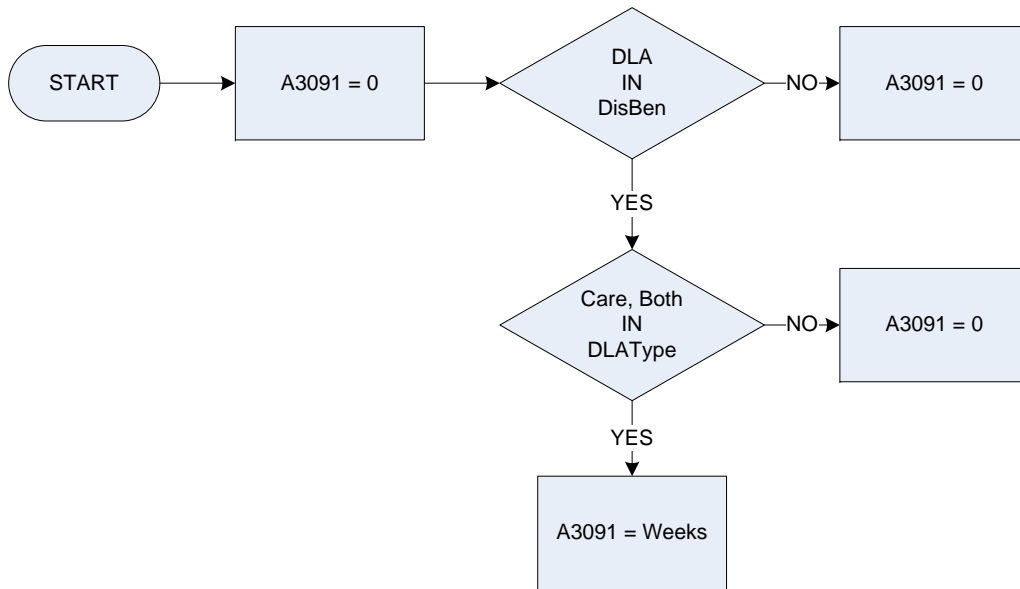 START
A3091 = 0
DLA
IN
DisBen
NO
A3091 = 0
YES
Care, Both
IN
DLAType
NO
A3091 = 0
YES
A3091 = Weeks